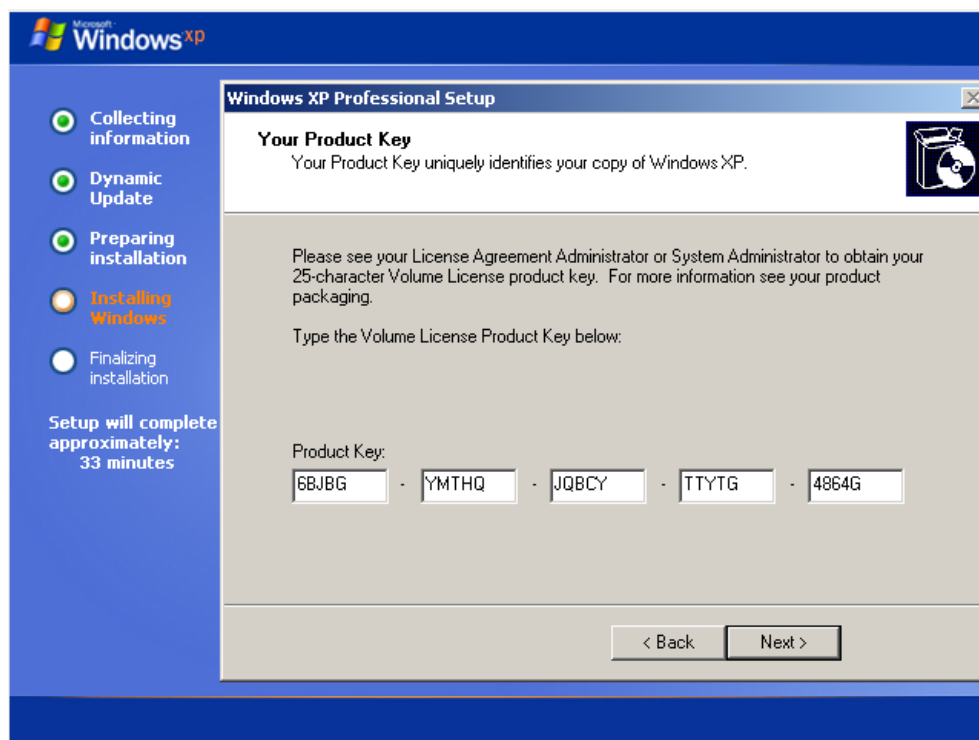 Microsoft
Windows xp
Collecting
information
Dynamic
Update
Preparing
installation
Installing
Windows
Finalizing
installation
Setup will complete
approximately:
33 minutes
Windows XP Professional Setup
Your Product Key
Your Product Key uniquely identifies your copy of Windows XP.
Please see your License Agreement Administrator or System Administrator to obtain your
25-character Volume License product key. For more information see your product
packaging.
Type the Volume License Product Key below:
Product Key:
6BJBG - YMTHQ - JQBCY - TTYTG - 4864G
< Back Next >